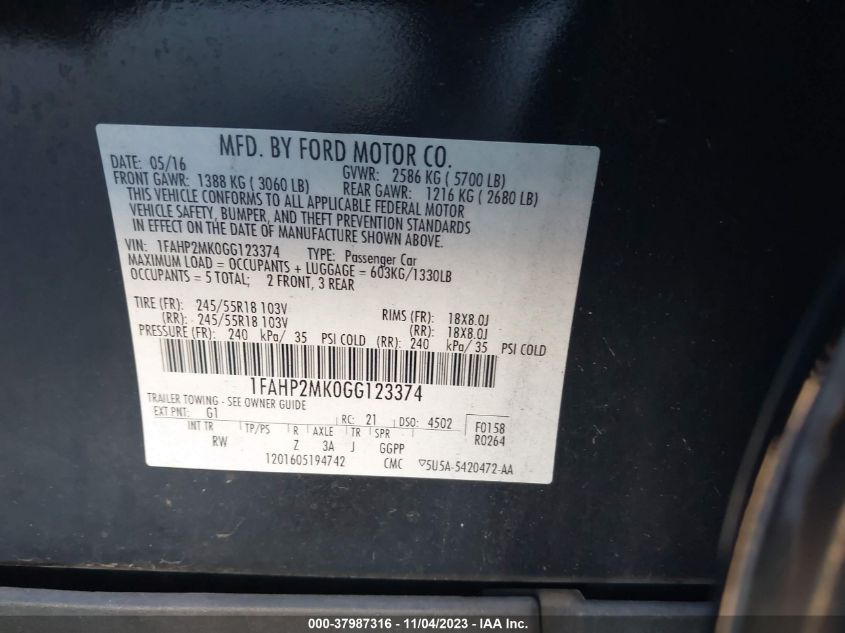 MFD. BY FORD MOTOR CO.
DATE: 05/16 GVWR: 2586 KG ( 5700 LB)
FRONT GAWR: 1388 KG ( 3060 LB) REAR GAWR: 1216 KG ( 2680 LB)
THIS VEHICLE CONFORMS TO ALL APPLICABLE FEDERAL MOTOR
VEHICLE SAFETY, BUMPER, AND THEFT PREVENTION STANDARDS
IN EFFECT ON THE DATE OF MANUFACTURE SHOWN ABOVE.
VIN: 1FAHP2MK0GG123374 TYPE: Passenger Car
MAXIMUM LOAD = OCCUPANTS + LUGGAGE = 603KG/1330LB
OCCUPANTS = 5 TOTAL; 2 FRONT, 3 REAR
TIRE (FR): 245/55R18 103V RIMS (FR): 18X8.0J
(RR): 245/55R18 103V (RR): 18X8.0J
PRESSURE (FR): 240 kPa/ 35 PSI COLD (RR): 240 kPa/ 35 PSI COLD
1FAHP2MK0GG123374
TRAILER TOWING - SEE OWNER GUIDE
EXT PNT: G1 RC: 21 DSO: 4502 F0158
INT TR TP/PS R AXLE TR SPR R0264
RW Z 3A J GGPP
1201605194742 CMC ▽5U5A-5420472-AA
000-37987316 - 11/04/2023 - IAA Inc.